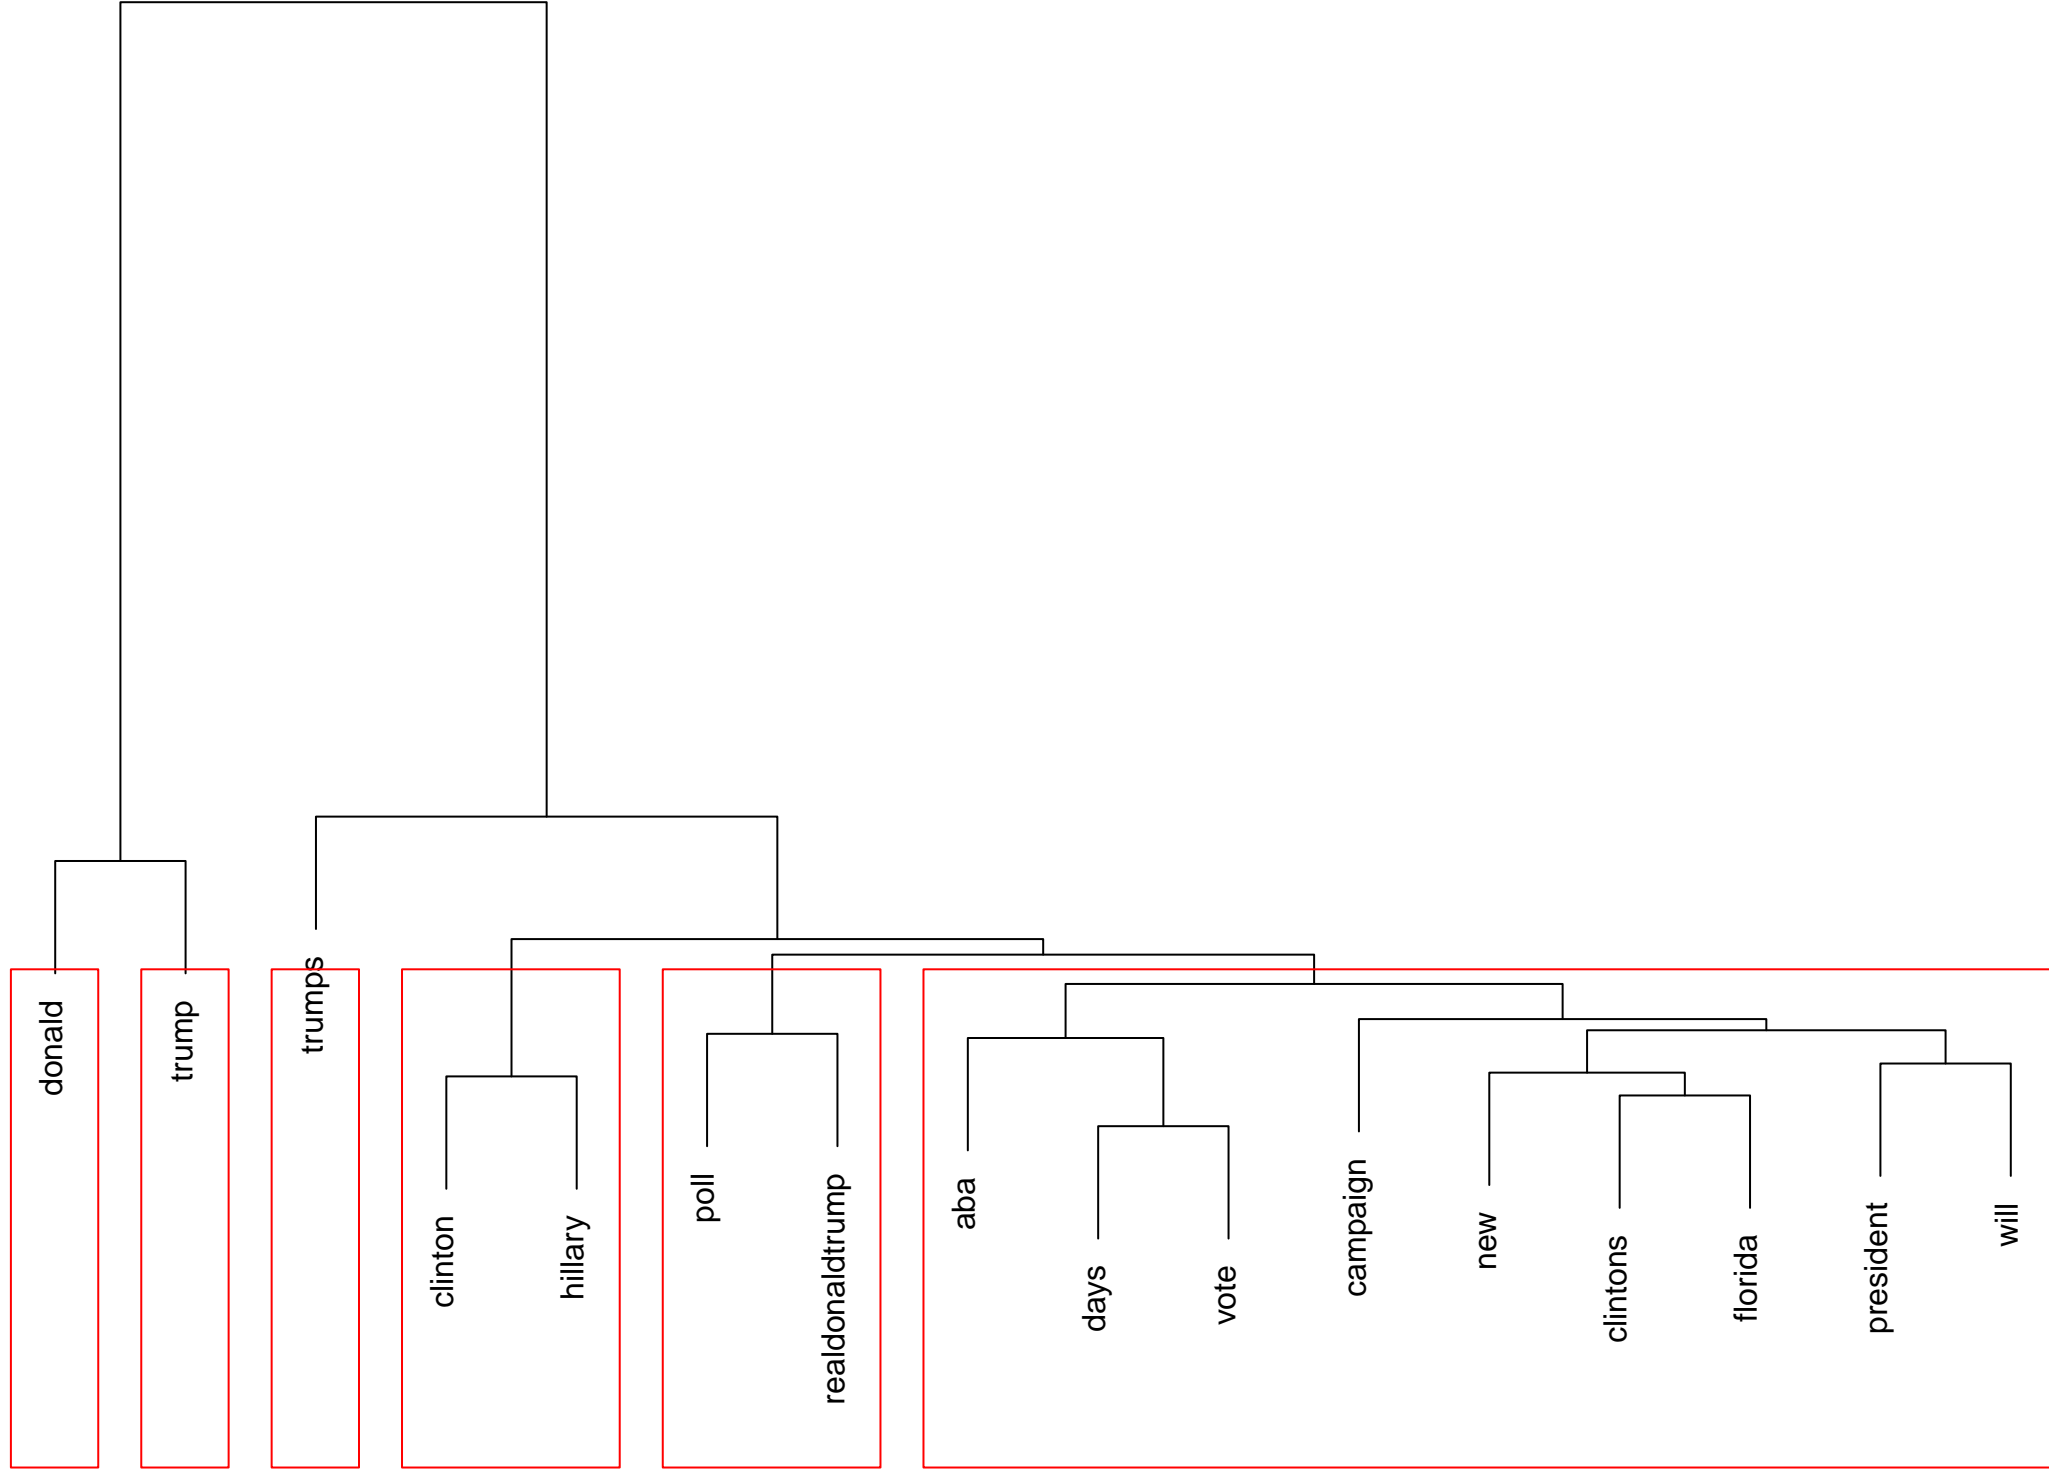 donald
trump
trumps
clinton
hillary
poll
realdonaldtrump
aba
days
vote
campaign
new
clintons
florida
president
will